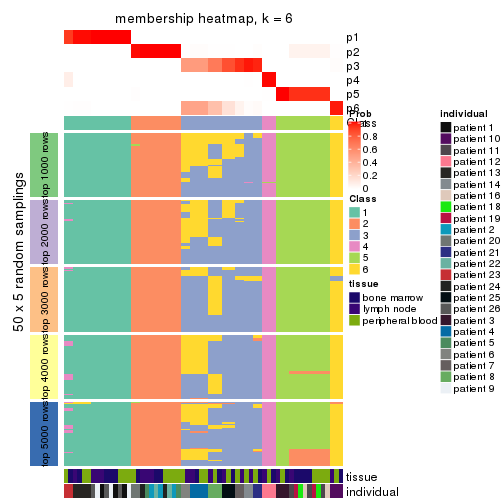 membership heatmap, k = 6
p1
p2
p3
p4
p5
p6
Class
50 x 5 random samplings
top 1000 rows
top 2000 rows
top 3000 rows
top 4000 rows
top 5000 rows
tissue
individual
Prob
1
0.8
0.6
0.4
0.2
0
Class
1
2
3
4
5
6
tissue
bone marrow
lymph node
peripheral blood
individual
patient 1
patient 10
patient 11
patient 12
patient 13
patient 14
patient 16
patient 18
patient 19
patient 2
patient 20
patient 21
patient 22
patient 23
patient 24
patient 25
patient 26
patient 3
patient 4
patient 5
patient 6
patient 7
patient 8
patient 9